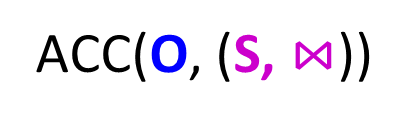 ACC(O, (S, ⋈))